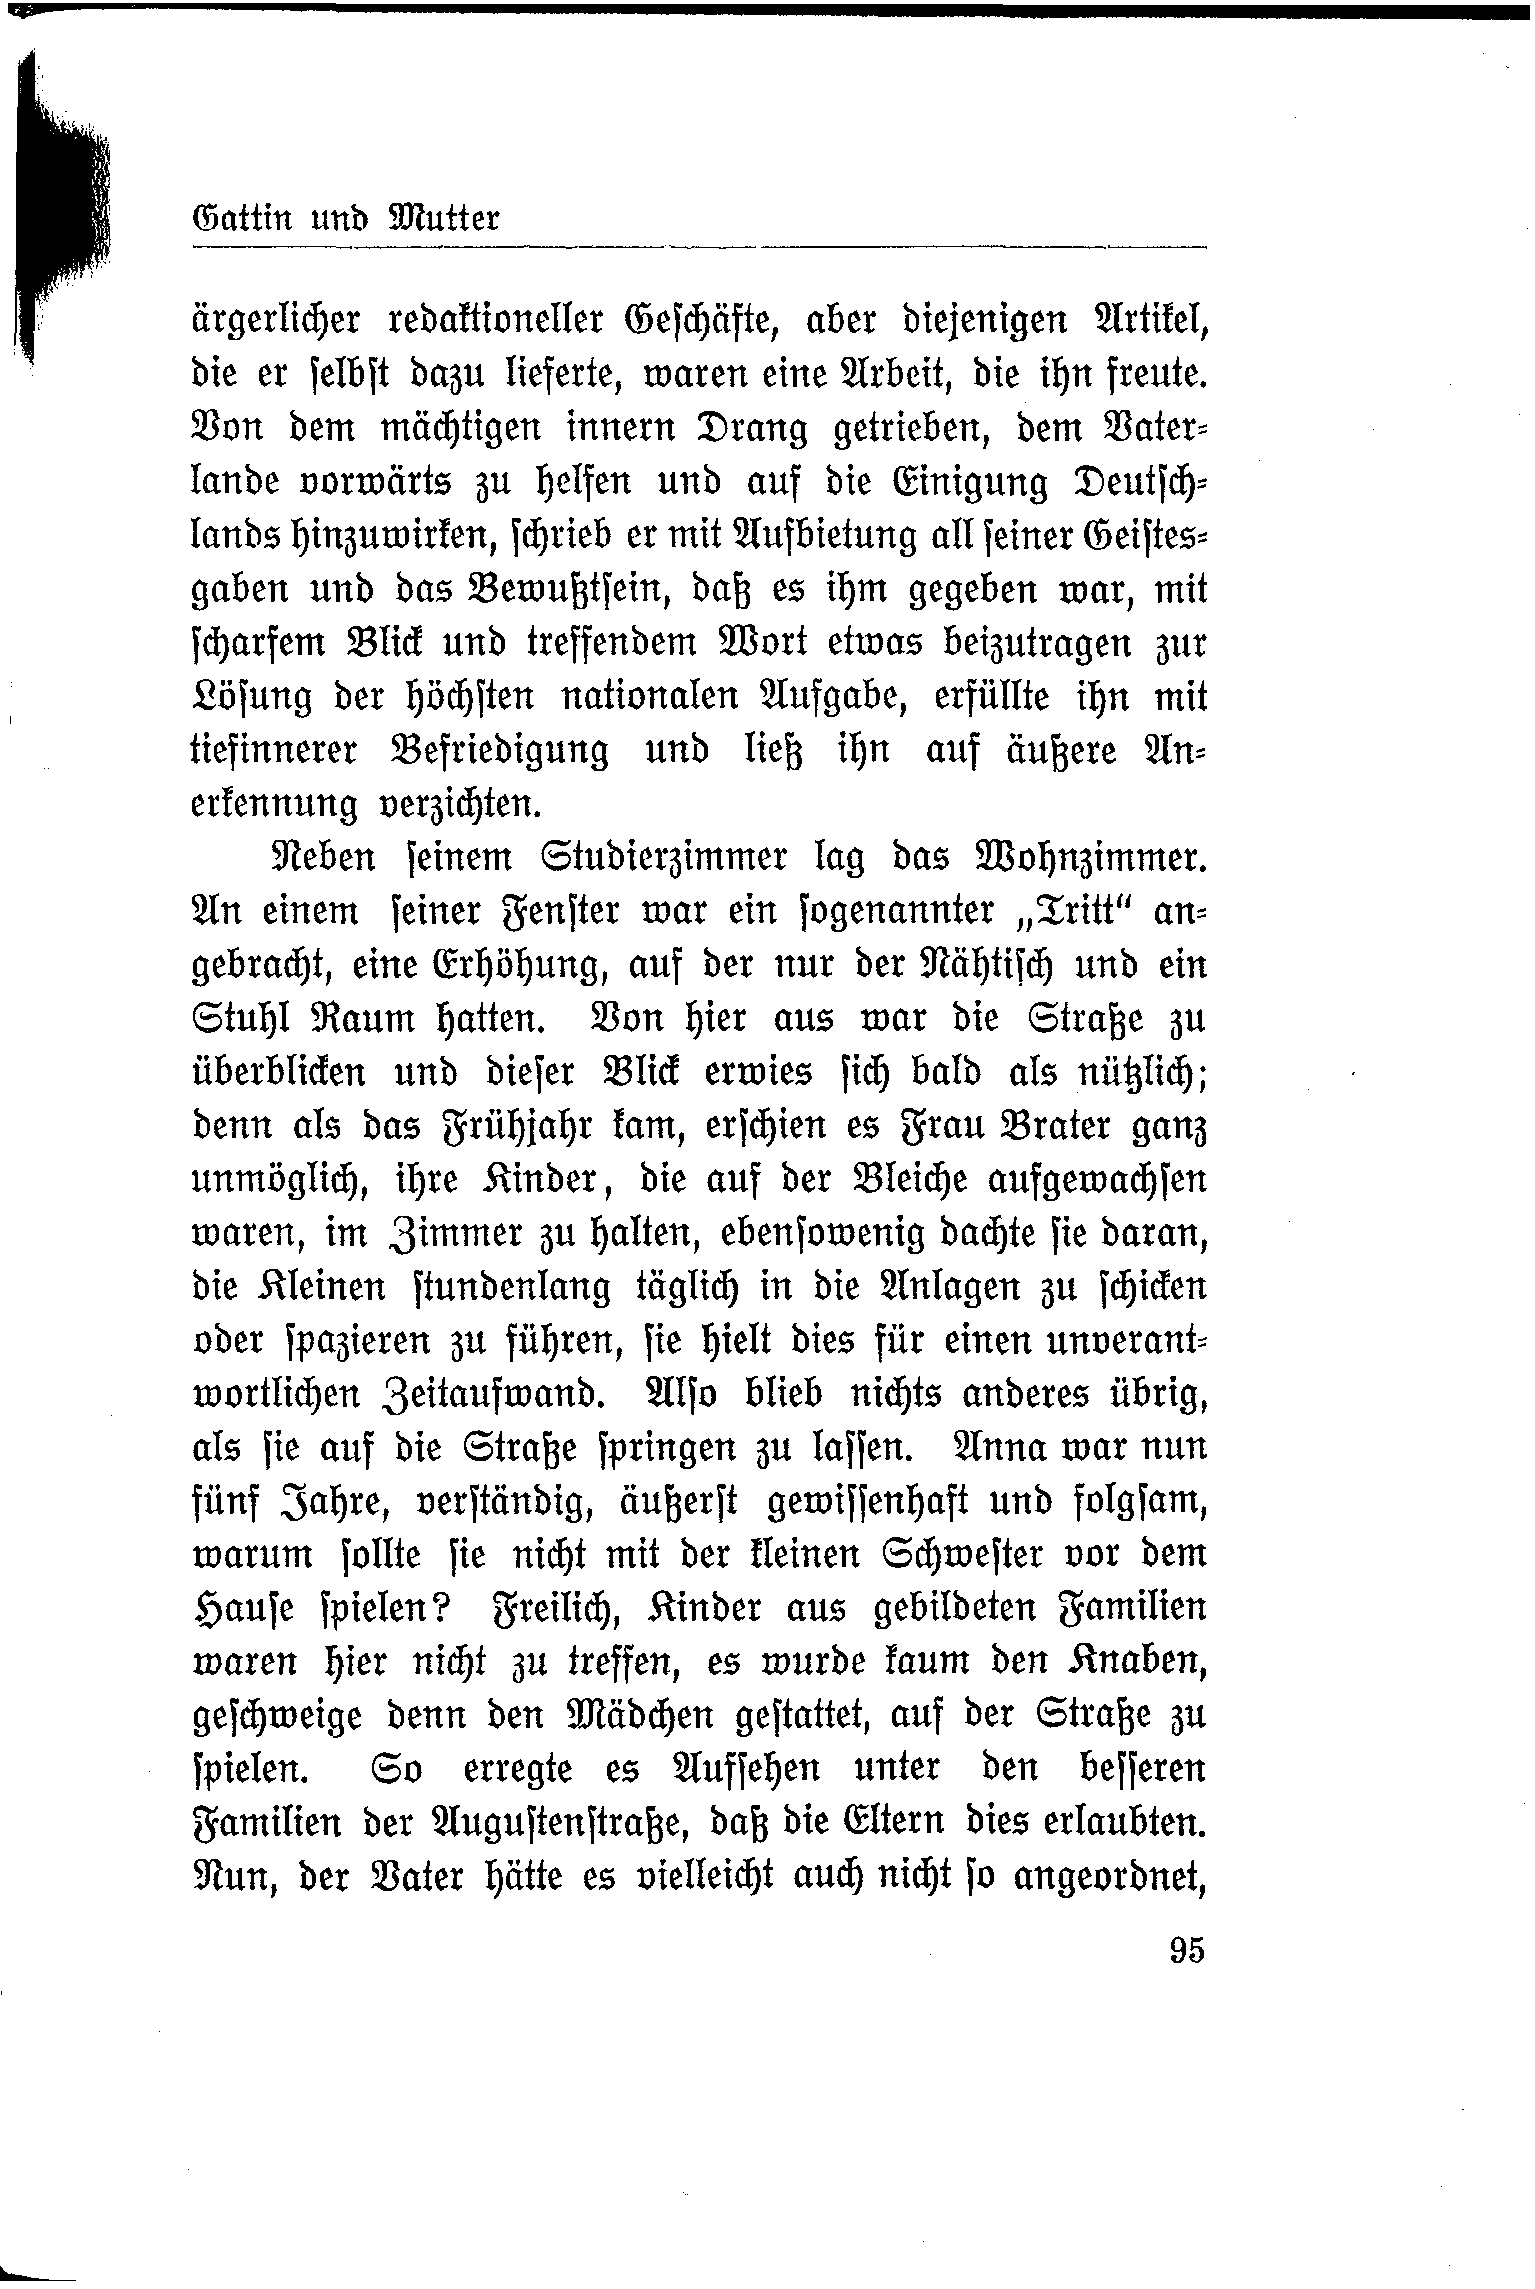 Gattin und Mutter
ärgerlicher redaktioneller Geschäfte, aber diejenigen Artikel,
die er selbst dazu lieferte, waren eine Arbeit, die ihn freute.
Von dem mächtigen innern Drang getrieben, dem Vater-
lande vorwärts zu helfen und auf die Einigung Deutsch-
lands hinzuwirken, schrieb er mit Aufbietung all seiner Geistes-
gaben und das Bewußtsein, daß es ihm gegeben war, mit
scharfem Blick und treffendem Wort etwas beizutragen zur
Lösung der höchsten nationalen Aufgabe, erfüllte ihn mit
tiefinnerer Befriedigung und ließ ihn auf äußere An-
erkennung verzichten.
Neben seinem Studierzimmer lag das Wohnzimmer.
An einem seiner Fenster war ein sogenannter „Tritt“ an-
gebracht, eine Erhöhung, auf der nur der Nähtisch und ein
Stuhl Raum hatten. Von hier aus war die Straße zu
überblicken und dieser Blick erwies sich bald als nützlich;
denn als das Frühjahr kam, erschien es Frau Brater ganz
unmöglich, ihre Kinder, die auf der Bleiche aufgewachsen
waren, im Zimmer zu halten, ebensowenig dachte sie daran,
die Kleinen stundenlang täglich in die Anlagen zu schicken
oder spazieren zu führen, sie hielt dies für einen unverant-
wortlichen Zeitaufwand. Also blieb nichts anderes übrig,
als sie auf die Straße springen zu lassen. Anna war nun
fünf Jahre, verständig, äußerst gewissenhaft und folgsam,
warum sollte sie nicht mit der kleinen Schwester vor dem
Hause spielen? Freilich, Kinder aus gebildeten Familien
waren hier nicht zu treffen, es wurde kaum den Knaben,
geschweige denn den Mädchen gestattet, auf der Straße zu
spielen. So erregte es Aufsehen unter den besseren
Familien der Augustenstraße, daß die Eltern dies erlaubten.
Nun, der Vater hätte es vielleicht auch nicht so angeordnet,
95